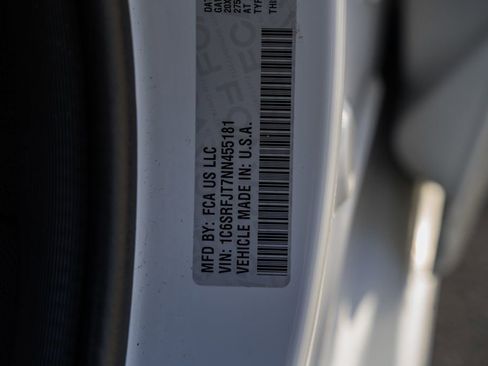 MFD BY: FCA US LLC
VIN: 1C6SRFJT7NN455181
VEHICLE MADE IN: U.S.A.